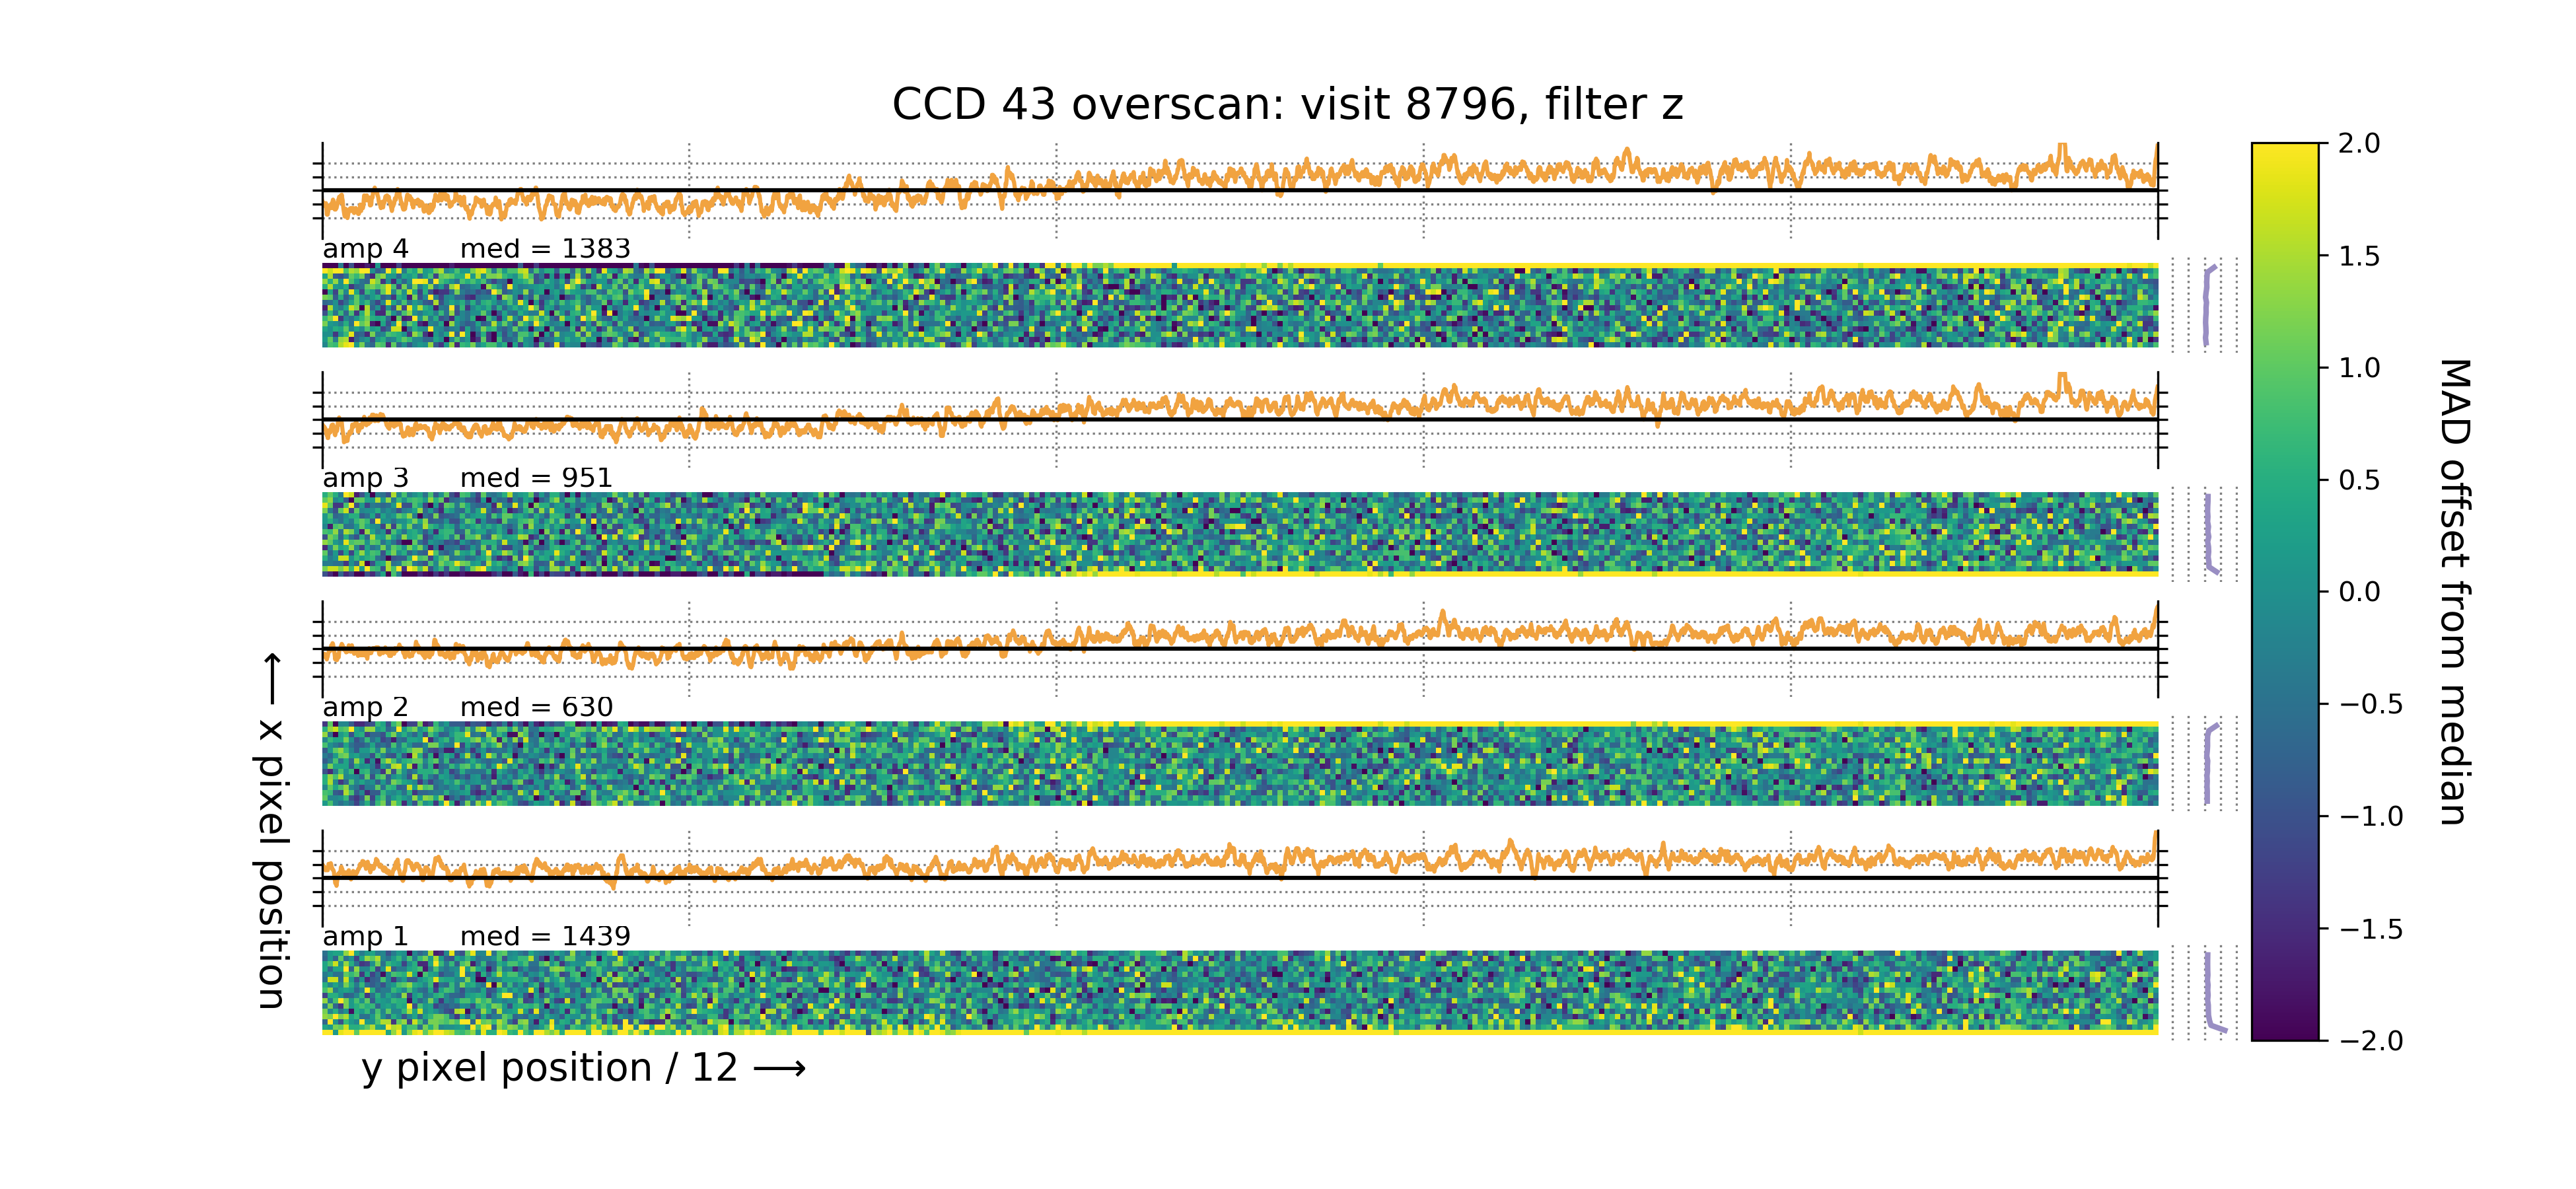 CCD 43 overscan: visit 8796, filter z
amp 4 med = 1383
amp 3 med = 951
amp 2 med = 630
amp 1 med = 1439
⟵ x pixel position
y pixel position / 12 ⟶
2.0
1.5
1.0
0.5
0.0
−0.5
−1.0
−1.5
−2.0
MAD offset from median